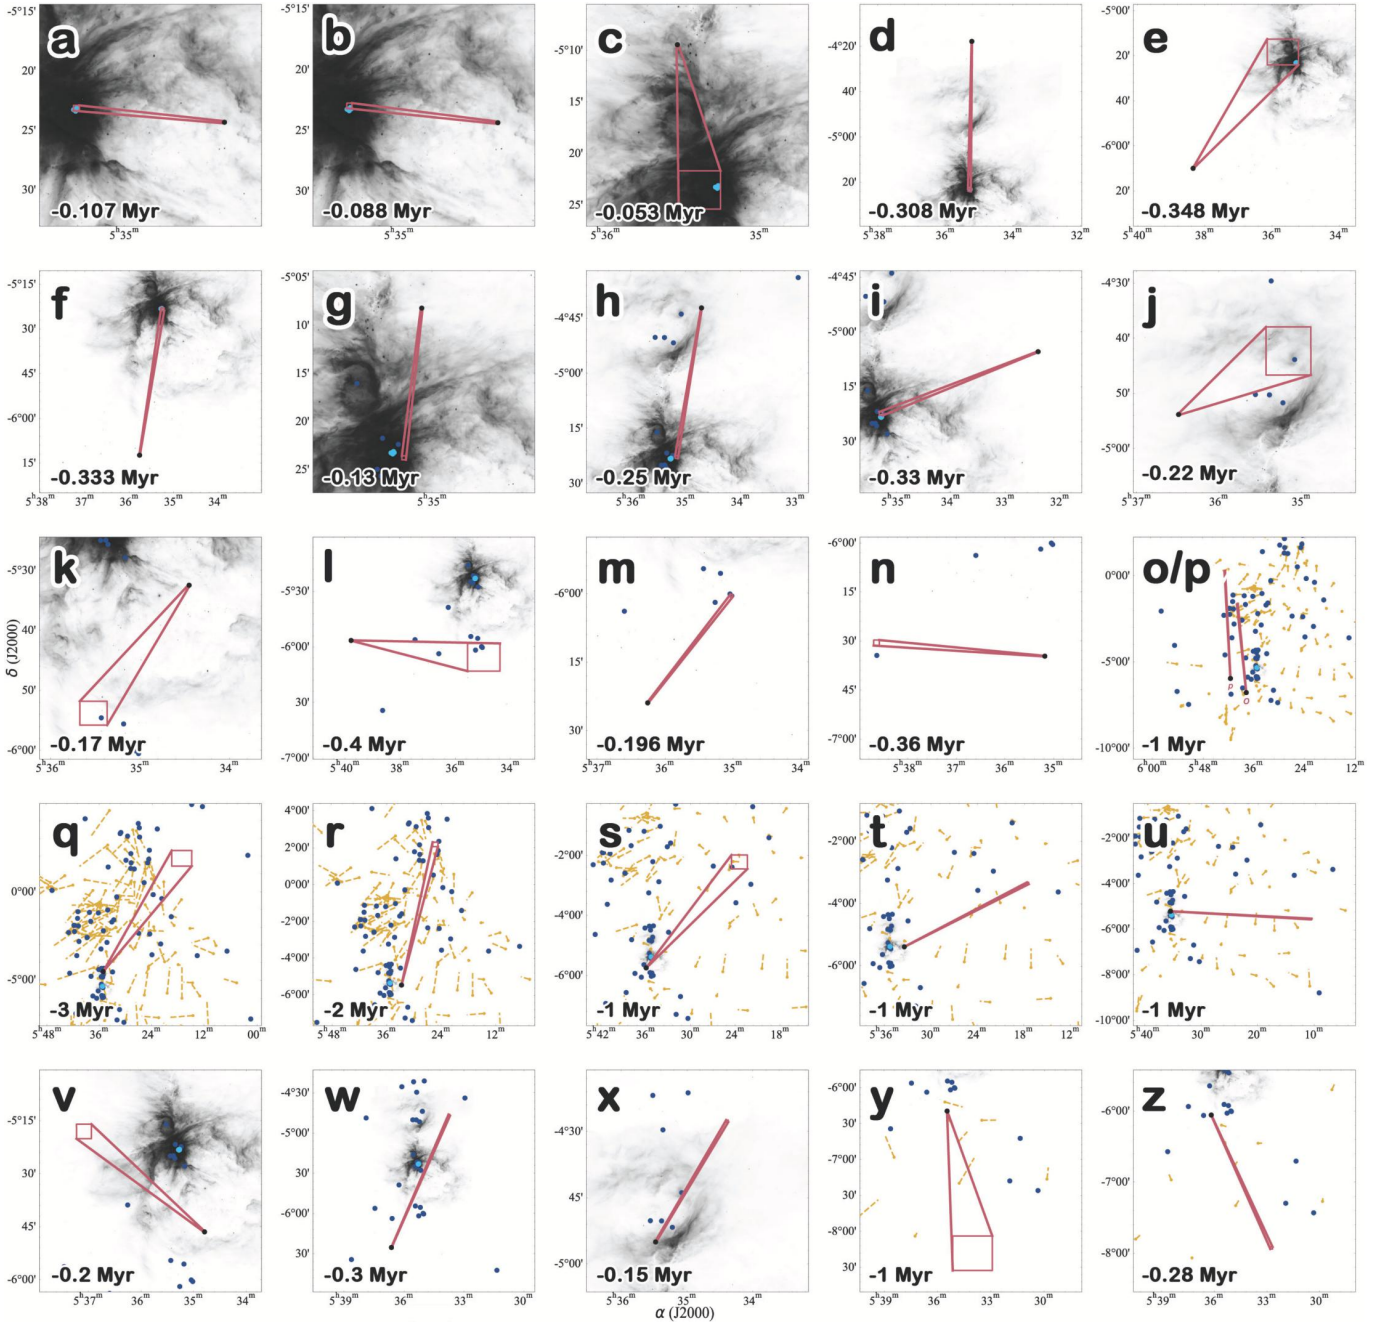 a
-5°15'
20'
25'
30'
-0.107 Myr
5ʰ35ᵐ
b
-5°15'
20'
25'
30'
-0.088 Myr
5ʰ35ᵐ
c
-5°10'
15'
20'
25'
-0.053 Myr
5ʰ36ᵐ 35ᵐ
d
-4°20'
40'
-5°00'
20'
-0.308 Myr
5ʰ38ᵐ 36ᵐ 34ᵐ 32ᵐ
e
-5°00'
20'
40'
-6°00'
20'
-0.348 Myr
5ʰ40ᵐ 38ᵐ 36ᵐ 34ᵐ
f
-5°15'
30'
45'
-6°00'
15'
-0.333 Myr
5ʰ38ᵐ 37ᵐ 36ᵐ 35ᵐ 34ᵐ
g
-5°05'
10'
15'
20'
25'
-0.13 Myr
5ʰ35ᵐ
h
-4°45'
-5°00'
15'
30'
-0.25 Myr
5ʰ36ᵐ 35ᵐ 34ᵐ 33ᵐ
i
-4°45'
-5°00'
15'
30'
-0.33 Myr
5ʰ35ᵐ 34ᵐ 33ᵐ 32ᵐ
j
-4°30'
40'
50'
-5°00'
-0.22 Myr
5ʰ37ᵐ 36ᵐ 35ᵐ
δ (J2000)
k
-5°30'
40'
50'
-6°00'
-0.17 Myr
5ʰ36ᵐ 35ᵐ 34ᵐ
l
-5°30'
-6°00'
30'
-7°00'
-0.4 Myr
5ʰ40ᵐ 38ᵐ 36ᵐ 34ᵐ
m
-6°00'
15'
30'
-0.196 Myr
5ʰ37ᵐ 36ᵐ 35ᵐ
n
-6°00'
15'
30'
45'
-7°00'
-0.36 Myr
5ʰ38ᵐ 37ᵐ 36ᵐ 35ᵐ
o/p
0°00'
-5°00'
-10°00'
p
o
-1 Myr
6ʰ00ᵐ 5ʰ48ᵐ 36ᵐ 24ᵐ 12ᵐ
q
0°00'
-5°00'
-3 Myr
5ʰ48ᵐ 36ᵐ 24ᵐ 12ᵐ 00ᵐ
r
4°00'
2°00'
0°00'
-2°00'
-4°00'
-6°00'
-2 Myr
5ʰ48ᵐ 36ᵐ 24ᵐ 12ᵐ
s
-2°00'
-4°00'
-6°00'
-1 Myr
5ʰ42ᵐ 36ᵐ 30ᵐ 24ᵐ 18ᵐ
t
-2°00'
-4°00'
-6°00'
-1 Myr
5ʰ36ᵐ 30ᵐ 24ᵐ 18ᵐ 12ᵐ
u
-2°00'
-4°00'
-6°00'
-8°00'
-10°00'
-1 Myr
5ʰ40ᵐ 30ᵐ 20ᵐ 10ᵐ
v
-5°15'
30'
45'
-6°00'
-0.2 Myr
5ʰ37ᵐ 36ᵐ 35ᵐ 34ᵐ
w
-4°30'
-5°00'
30'
-6°00'
30'
-0.3 Myr
5ʰ39ᵐ 36ᵐ 33ᵐ 30ᵐ
x
-4°30'
45'
-5°00'
-0.15 Myr
5ʰ36ᵐ 35ᵐ 34ᵐ
y
-6°00'
30'
-7°00'
30'
-8°00'
30'
-1 Myr
5ʰ39ᵐ 36ᵐ 33ᵐ 30ᵐ
z
-6°00'
-7°00'
-8°00'
-0.28 Myr
5ʰ39ᵐ 36ᵐ 33ᵐ 30ᵐ
α (J2000)